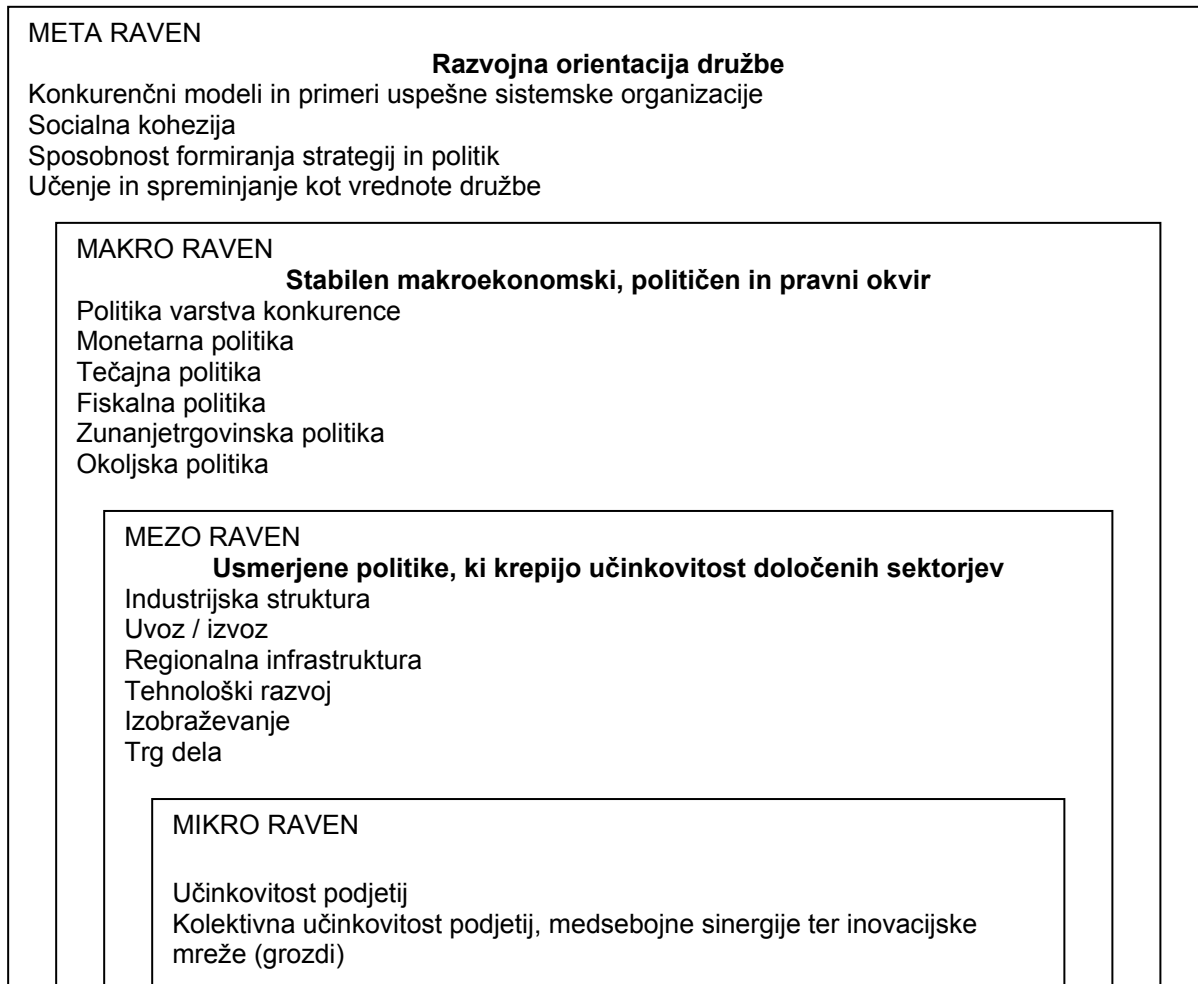 META RAVEN
Razvojna orientacija družbe
Konkurenčni modeli in primeri uspešne sistemske organizacije
Socialna kohezija
Sposobnost formiranja strategij in politik
Učenje in spreminjanje kot vrednote družbe
MAKRO RAVEN
Stabilen makroekonomski, političen in pravni okvir
Politika varstva konkurence
Monetarna politika
Tečajna politika
Fiskalna politika
Zunanjetrgovinska politika
Okoljska politika
MEZO RAVEN
Usmerjene politike, ki krepijo učinkovitost določenih sektorjev
Industrijska struktura
Uvoz / izvoz
Regionalna infrastruktura
Tehnološki razvoj
Izobraževanje
Trg dela
MIKRO RAVEN
Učinkovitost podjetij
Kolektivna učinkovitost podjetij, medsebojne sinergije ter inovacijske
mreže (grozdi)